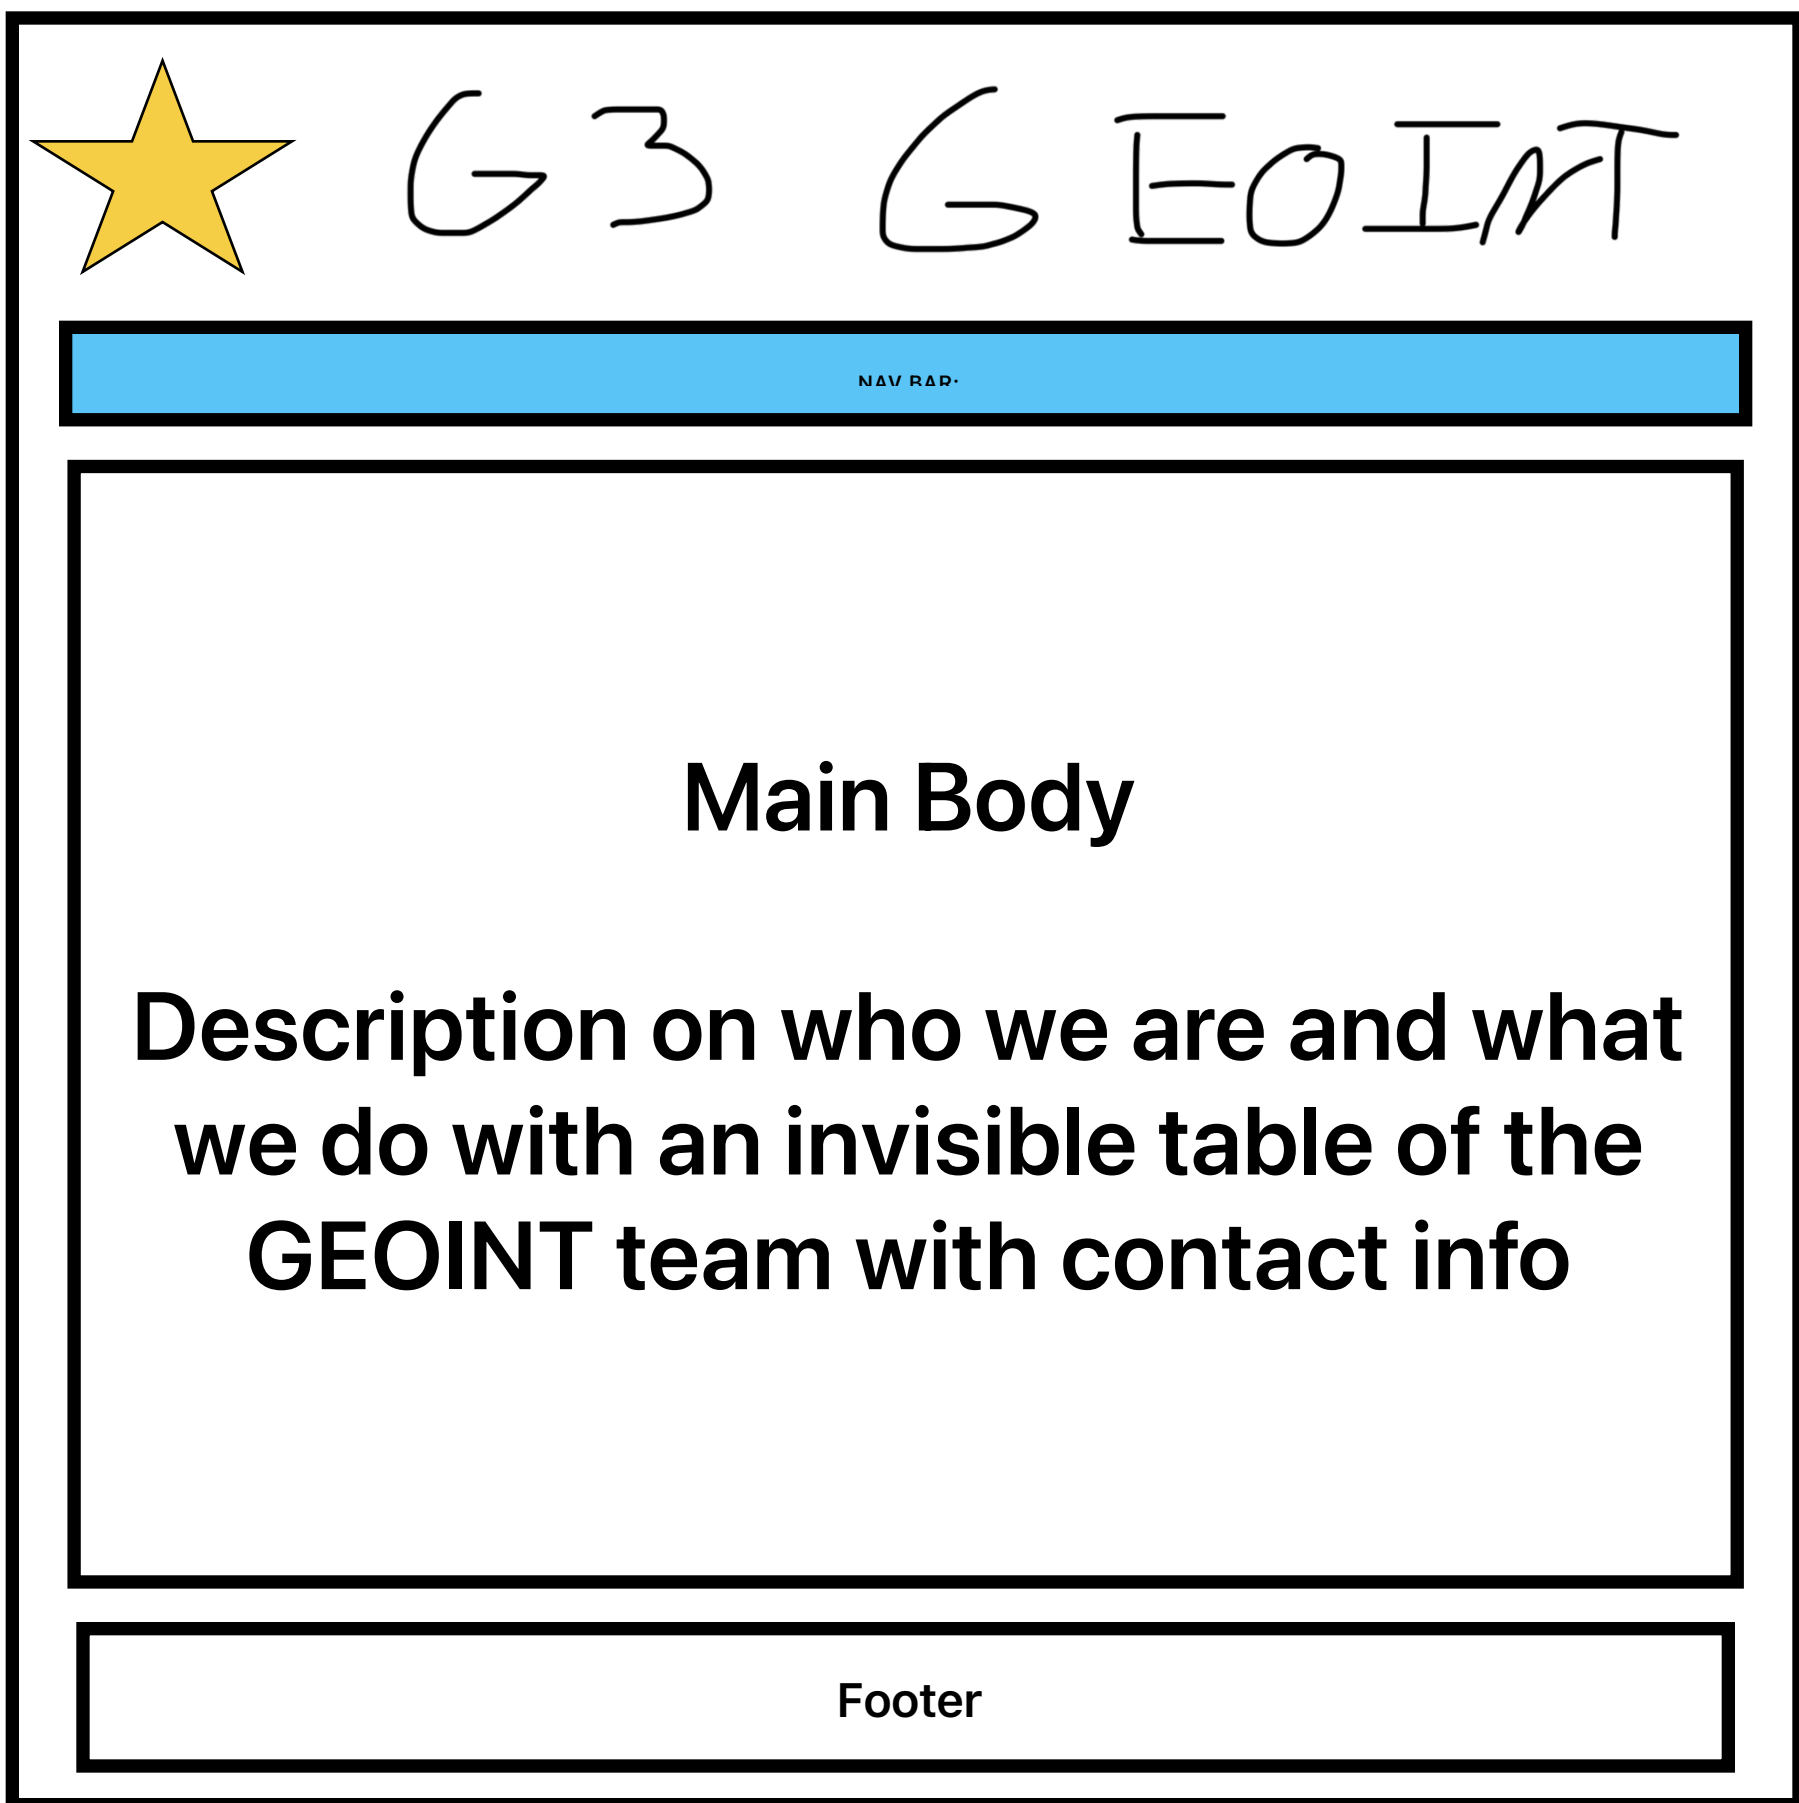 G3 GEOINT
NAV BAR:
Main Body
Description on who we are and what
we do with an invisible table of the
GEOINT team with contact info
Footer